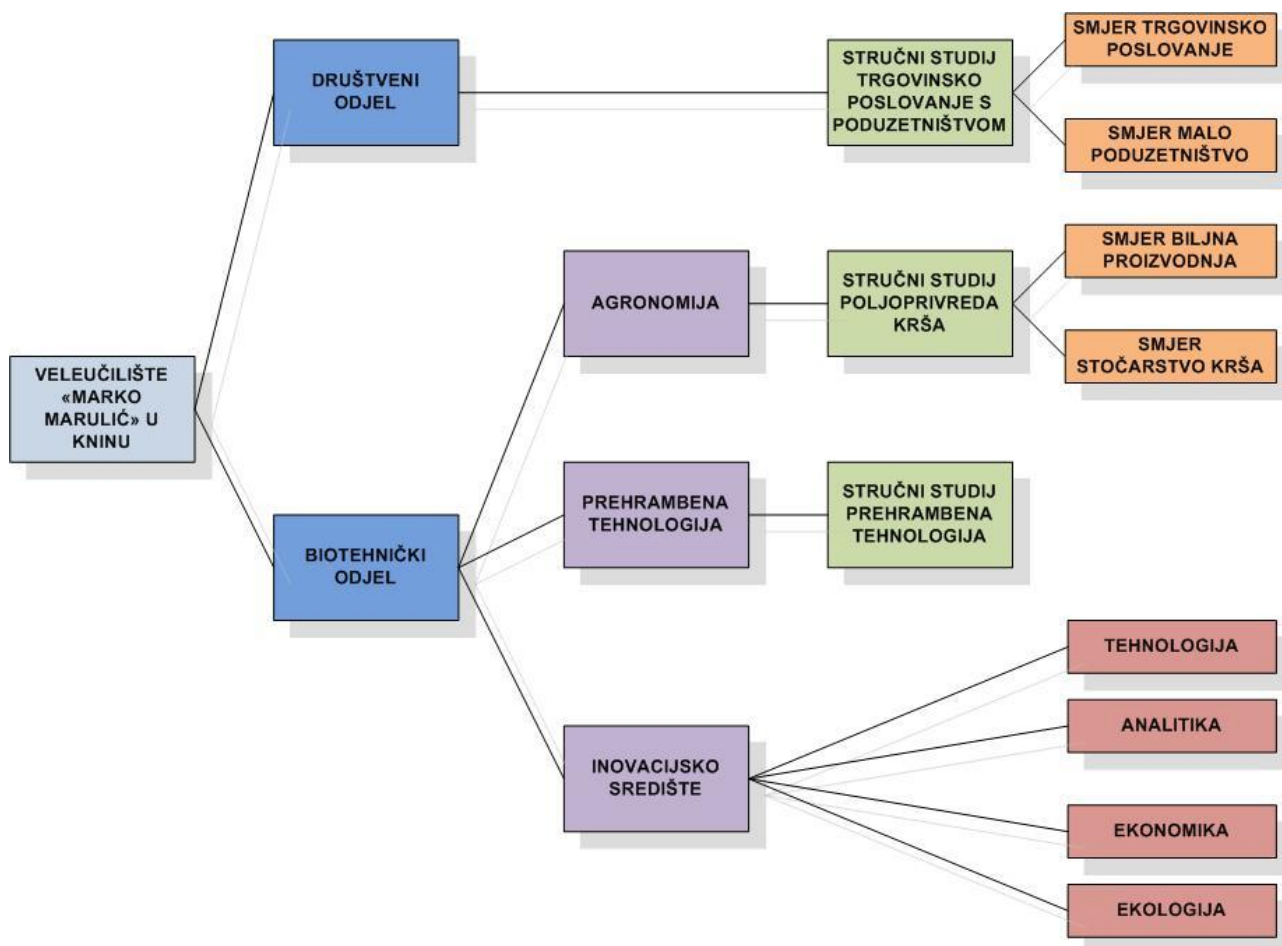 VELEUČILIŠTE
«MARKO
MARULIĆ» U
KNINU
DRUŠTVENI
ODJEL
STRUČNI STUDIJ
TRGOVINSKO
POSLOVANJE S
PODUZETNIŠTVOM
SMJER TRGOVINSKO
POSLOVANJE
SMJER MALO
PODUZETNIŠTVO
BIOTEHNIČKI
ODJEL
AGRONOMIJA
STRUČNI STUDIJ
POLJOPRIVREDA
KRŠA
SMJER BILJNA
PROIZVODNJA
SMJER
STOČARSTVO KRŠA
PREHRAMBENA
TEHNOLOGIJA
STRUČNI STUDIJ
PREHRAMBENA
TEHNOLOGIJA
INOVACIJSKO
SREDIŠTE
TEHNOLOGIJA
ANALITIKA
EKONOMIKA
EKOLOGIJA